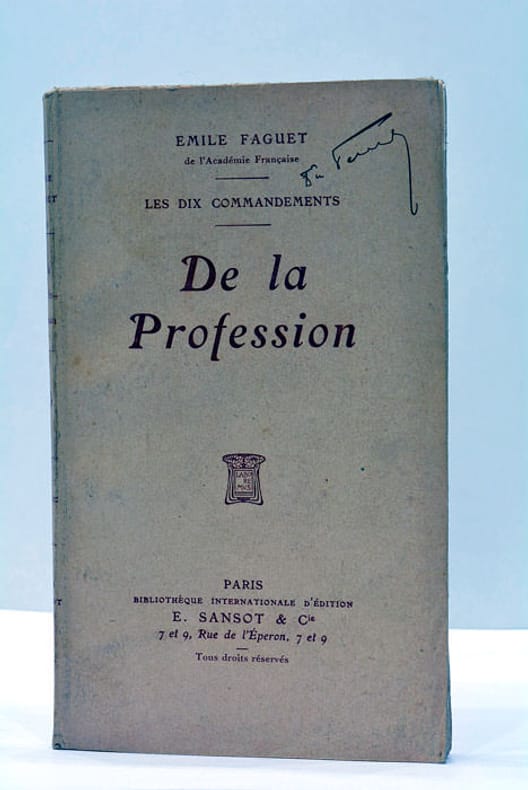 EMILE FAGUET
de l'Académie Française
LES DIX COMMANDEMENTS
De la
Profession
PARIS
BIBLIOTHÈQUE INTERNATIONALE D'ÉDITION
E. SANSOT & Cie
7 et 9, Rue de l'Éperon, 7 et 9
Tous droits réservés